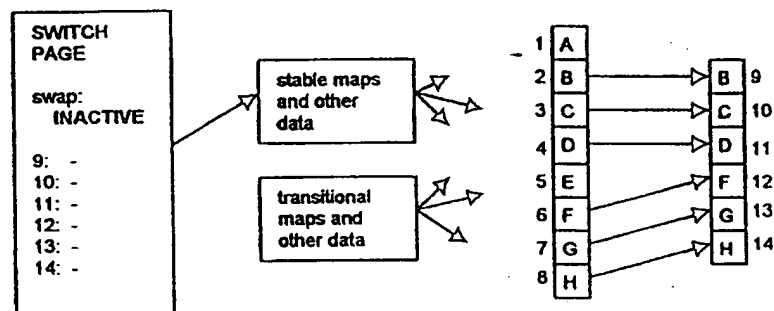 SWITCH
PAGE
swap:
INACTIVE
9: -
10: -
11: -
12: -
13: -
14: -
stable maps
and other
data
transitional
maps and
other data
1 A
2 B
3 C
4 D
5 E
6 F
7 G
8 H
B 9
C 10
D 11
F 12
G 13
H 14